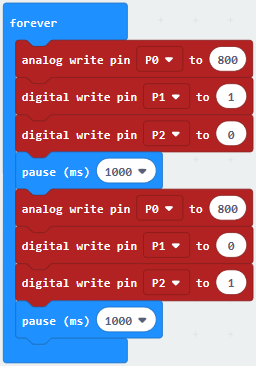 forever
analog write pin P0 to 800
digital write pin P1 to 1
digital write pin P2 to 0
pause (ms) 1000
analog write pin P0 to 800
digital write pin P1 to 0
digital write pin P2 to 1
pause (ms) 1000